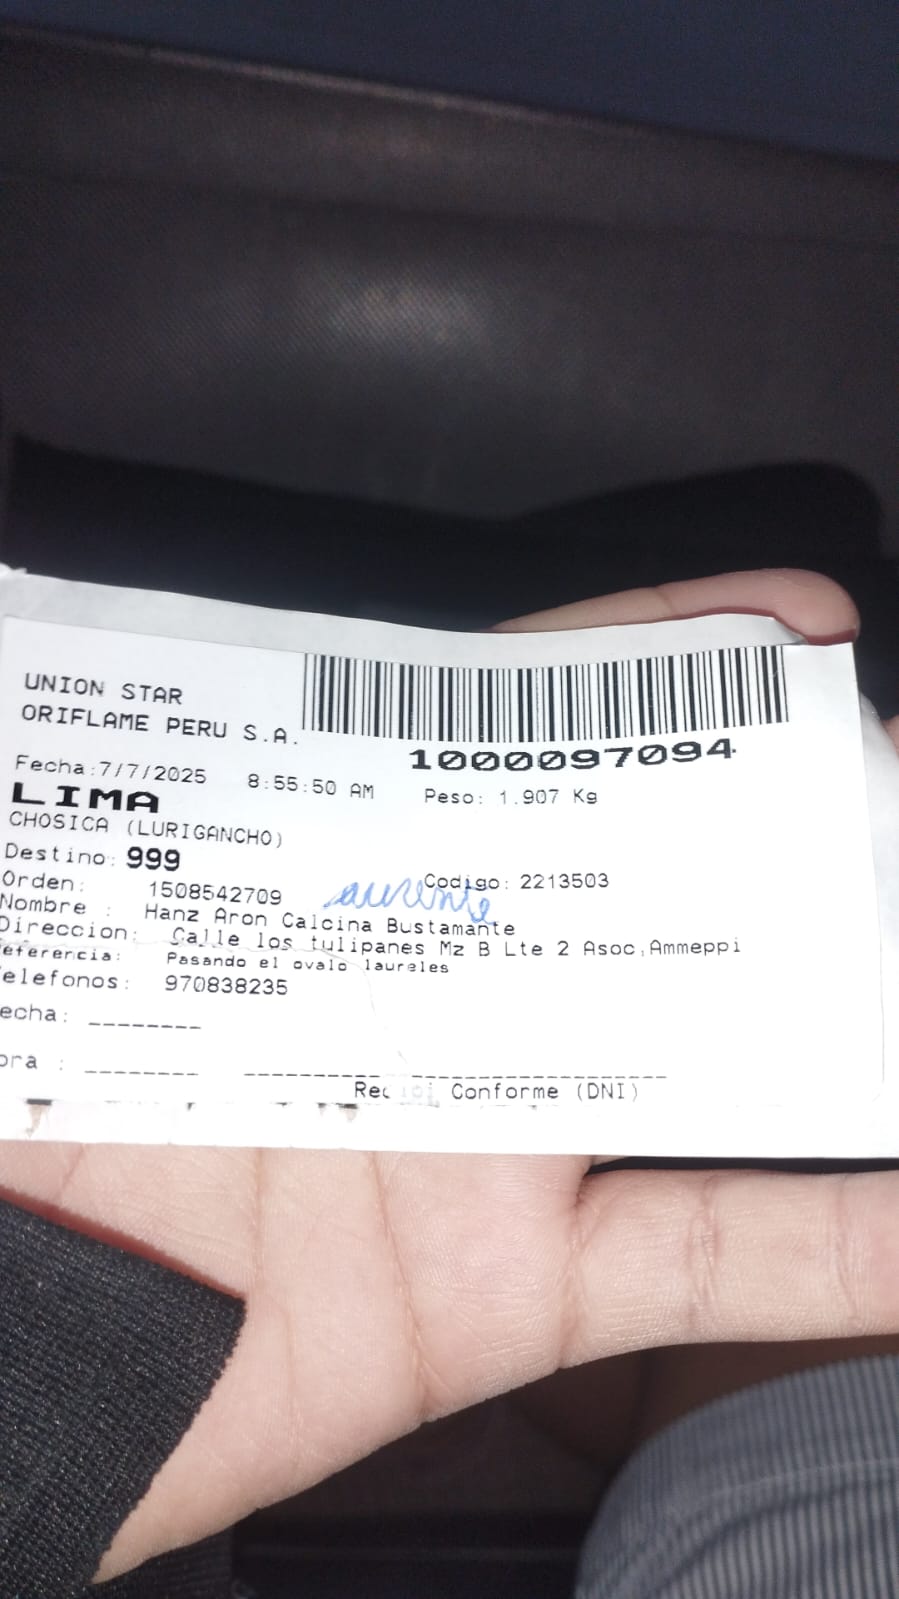 UNION STAR
ORIFLAME PERU S.A.
1000097094
Fecha:7/7/2025 8:55:50 AM Peso: 1.907 Kg
LIMA
CHOSICA (LURIGANCHO)
Destino: 999
Orden: 1508542709 ausente Codigo: 2213503
Nombre : Hanz Aron Calcina Bustamante
Direccion: Calle los tulipanes Mz B Lte 2 Asoc,Ammeppi
eferencia: Pasando el ovalo laureles
elefonos: 970838235
echa: ________
ora : ________
Conforme (DNI)